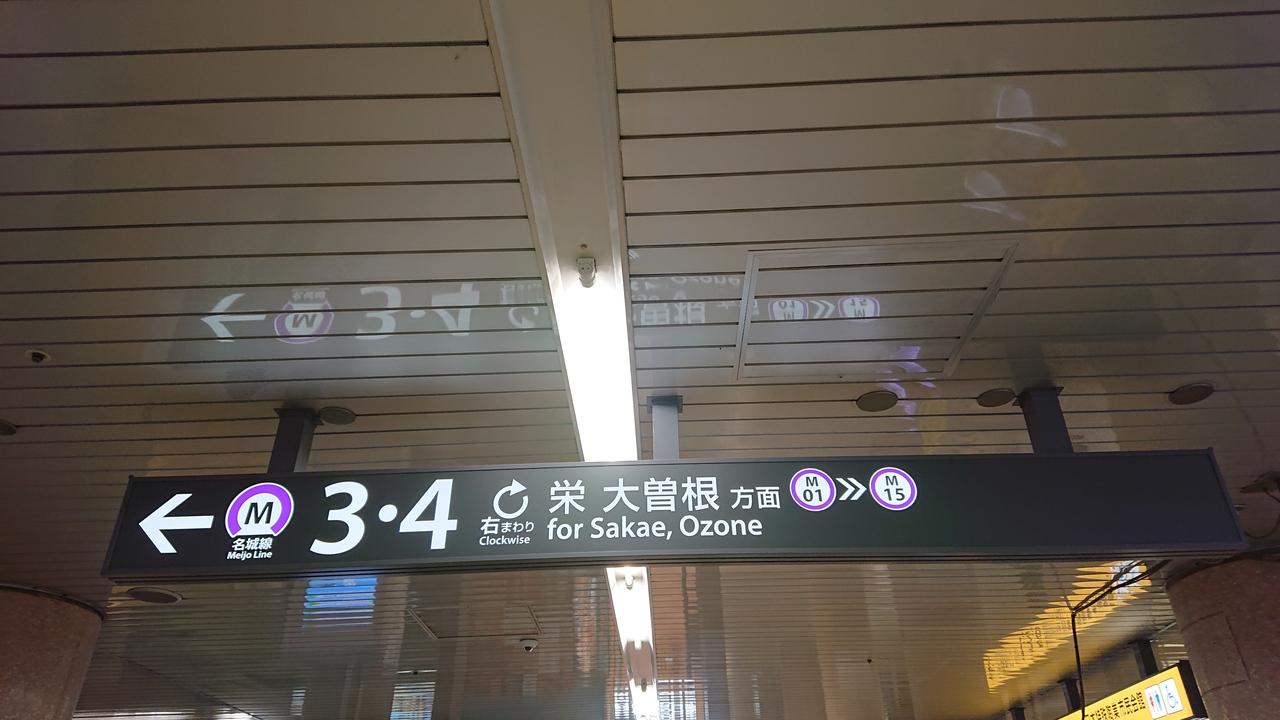 M
名城線
Meijo Line
3・4
右まわり
Clockwise
栄 大曽根 方面
for Sakae, Ozone
M 01
M 15